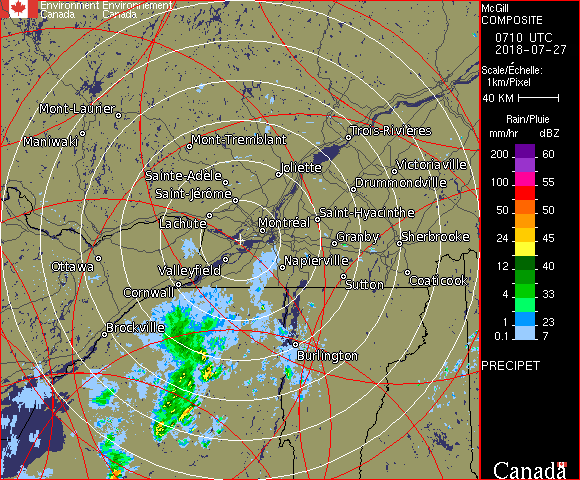 Environment Environnement
Canada Canada
McGill
COMPOSITE
0710 UTC
2018-07-27
Scale/Échelle:
1km/Pixel
40 KM
Rain/Pluie
mm/hr dBZ
200 60
100 55
50 50
24 45
12 40
4 33
1 23
0.1 7
PRECIPET
Canada
Mont-Laurier
Maniwaki
Mont-Tremblant
Trois-Rivières
Sainte-Adèle
Joliette
Victoriaville
Saint-Jérôme
Drummondville
Lachute
Montréal
Saint-Hyacinthe
Granby
Sherbrooke
Ottawa
Valleyfield
Napierville
Cornwall
Sutton
Coaticook
Brockville
Burlington